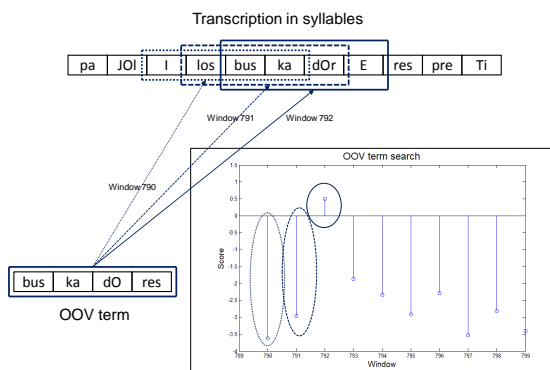 Transcription in syllables
pa JOl I los bus ka dOr E res pre Ti
Window 791 Window 792
Window 790
OOV term search
Score
1.5
1
0.5
0
-0.5
-1
-1.5
-2
-2.5
-3
-3.5
-4
789 790 791 792 793 794 795 796 797 798 799
Window
bus ka dO res
OOV term